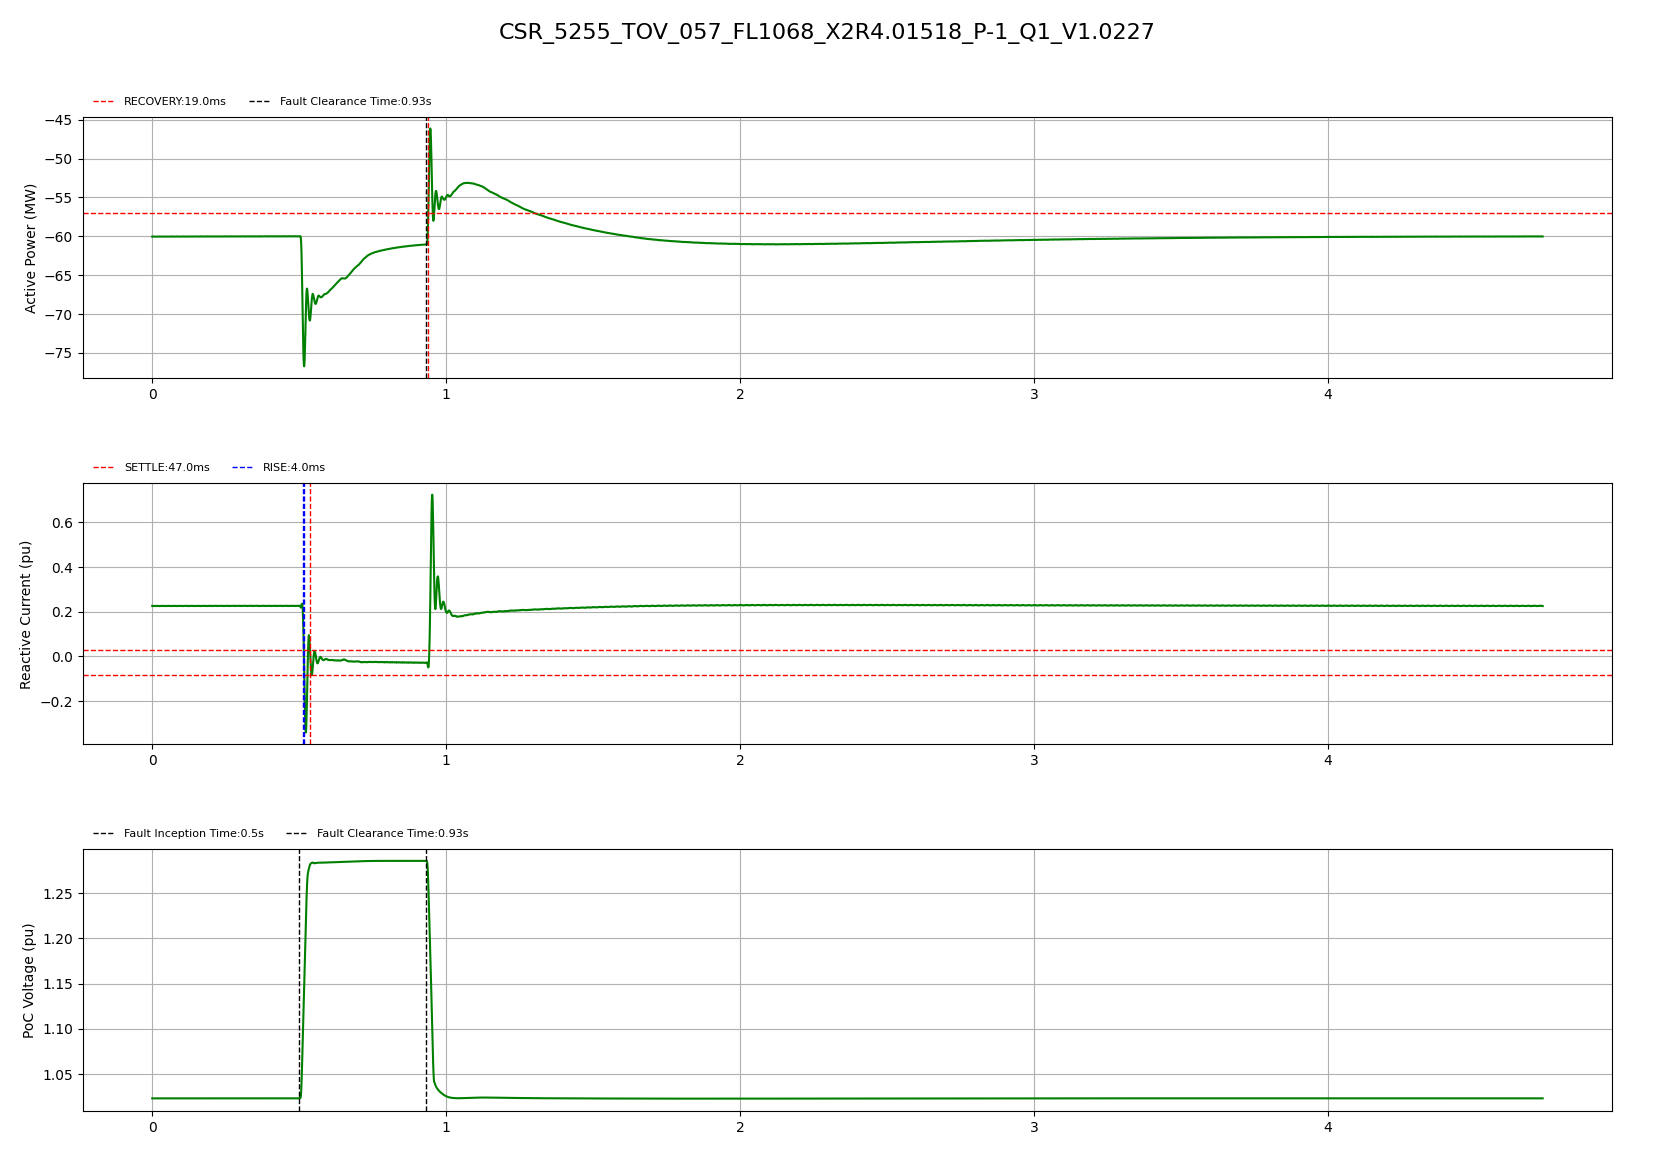 CSR_5255_TOV_057_FL1068_X2R4.01518_P-1_Q1_V1.0227
RECOVERY:19.0ms Fault Clearance Time:0.93s
Active Power (MW)
−45
−50
−55
−60
−65
−70
−75
0 1 2 3 4
SETTLE:47.0ms RISE:4.0ms
Reactive Current (pu)
0.6
0.4
0.2
0.0
−0.2
0 1 2 3 4
Fault Inception Time:0.5s Fault Clearance Time:0.93s
PoC Voltage (pu)
1.25
1.20
1.15
1.10
1.05
0 1 2 3 4